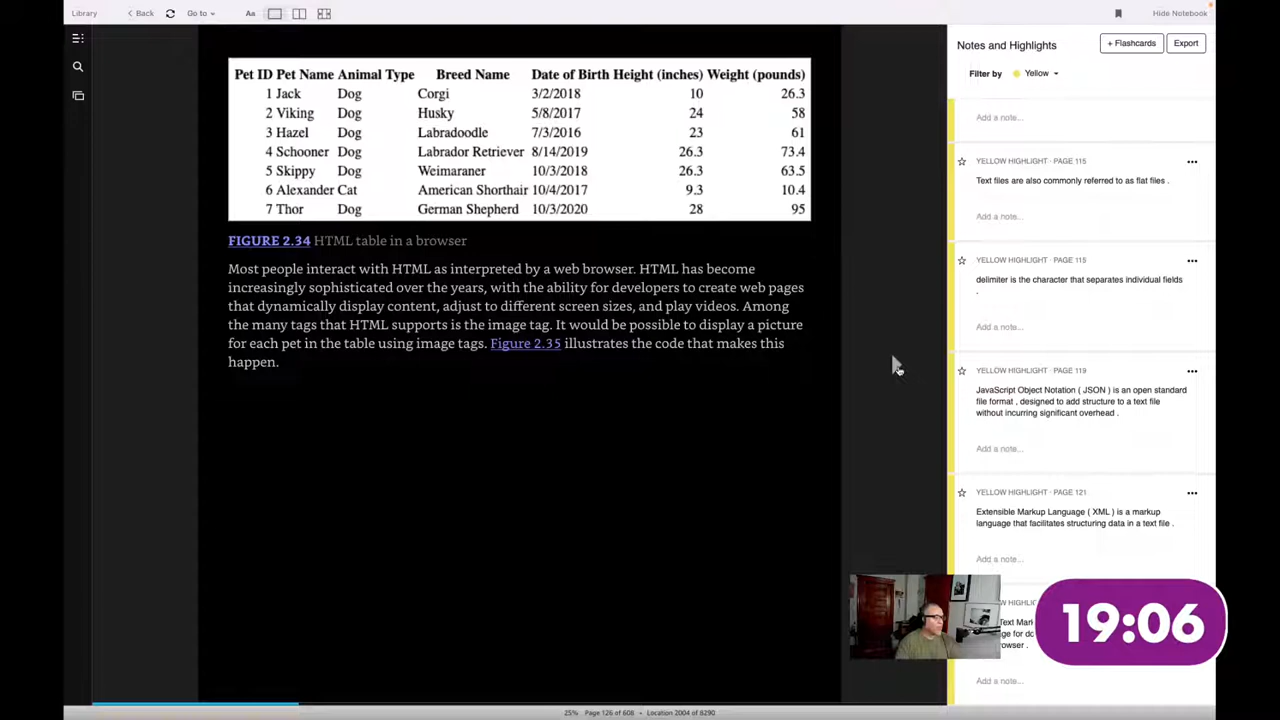 Library
Back
Go to
Aa
Hide Notebook
Pet ID Pet Name Animal Type Breed Name Date of Birth Height (inches) Weight (pounds)
1 Jack Dog Corgi 3/2/2018 10 26.3
2 Viking Dog Husky 5/8/2017 24 58
3 Hazel Dog Labradoodle 7/3/2016 23 61
4 Schooner Dog Labrador Retriever 8/14/2019 26.3 73.4
5 Skippy Dog Weimaraner 10/3/2018 26.3 63.5
6 Alexander Cat American Shorthair 10/4/2017 9.3 10.4
7 Thor Dog German Shepherd 10/3/2020 28 95
FIGURE 2.34 HTML table in a browser
Most people interact with HTML as interpreted by a web browser. HTML has become
increasingly sophisticated over the years, with the ability for developers to create web pages
that dynamically display content, adjust to different screen sizes, and play videos. Among
the many tags that HTML supports is the image tag. It would be possible to display a picture
for each pet in the table using image tags. Figure 2.35 illustrates the code that makes this
happen.
Notes and Highlights
+ Flashcards
Export
Filter by Yellow
Add a note...
YELLOW HIGHLIGHT · PAGE 115
Text files are also commonly referred to as flat files .
Add a note...
YELLOW HIGHLIGHT · PAGE 115
delimiter is the character that separates individual fields
.
Add a note...
YELLOW HIGHLIGHT · PAGE 119
JavaScript Object Notation ( JSON ) is an open standard
file format , designed to add structure to a text file
without incurring significant overhead .
Add a note...
YELLOW HIGHLIGHT · PAGE 121
Extensible Markup Language ( XML ) is a markup
language that facilitates structuring data in a text file .
Add a note...
Text
Add a note...
19:06
25% Page 126 of 608 • Location 2004 of 8290